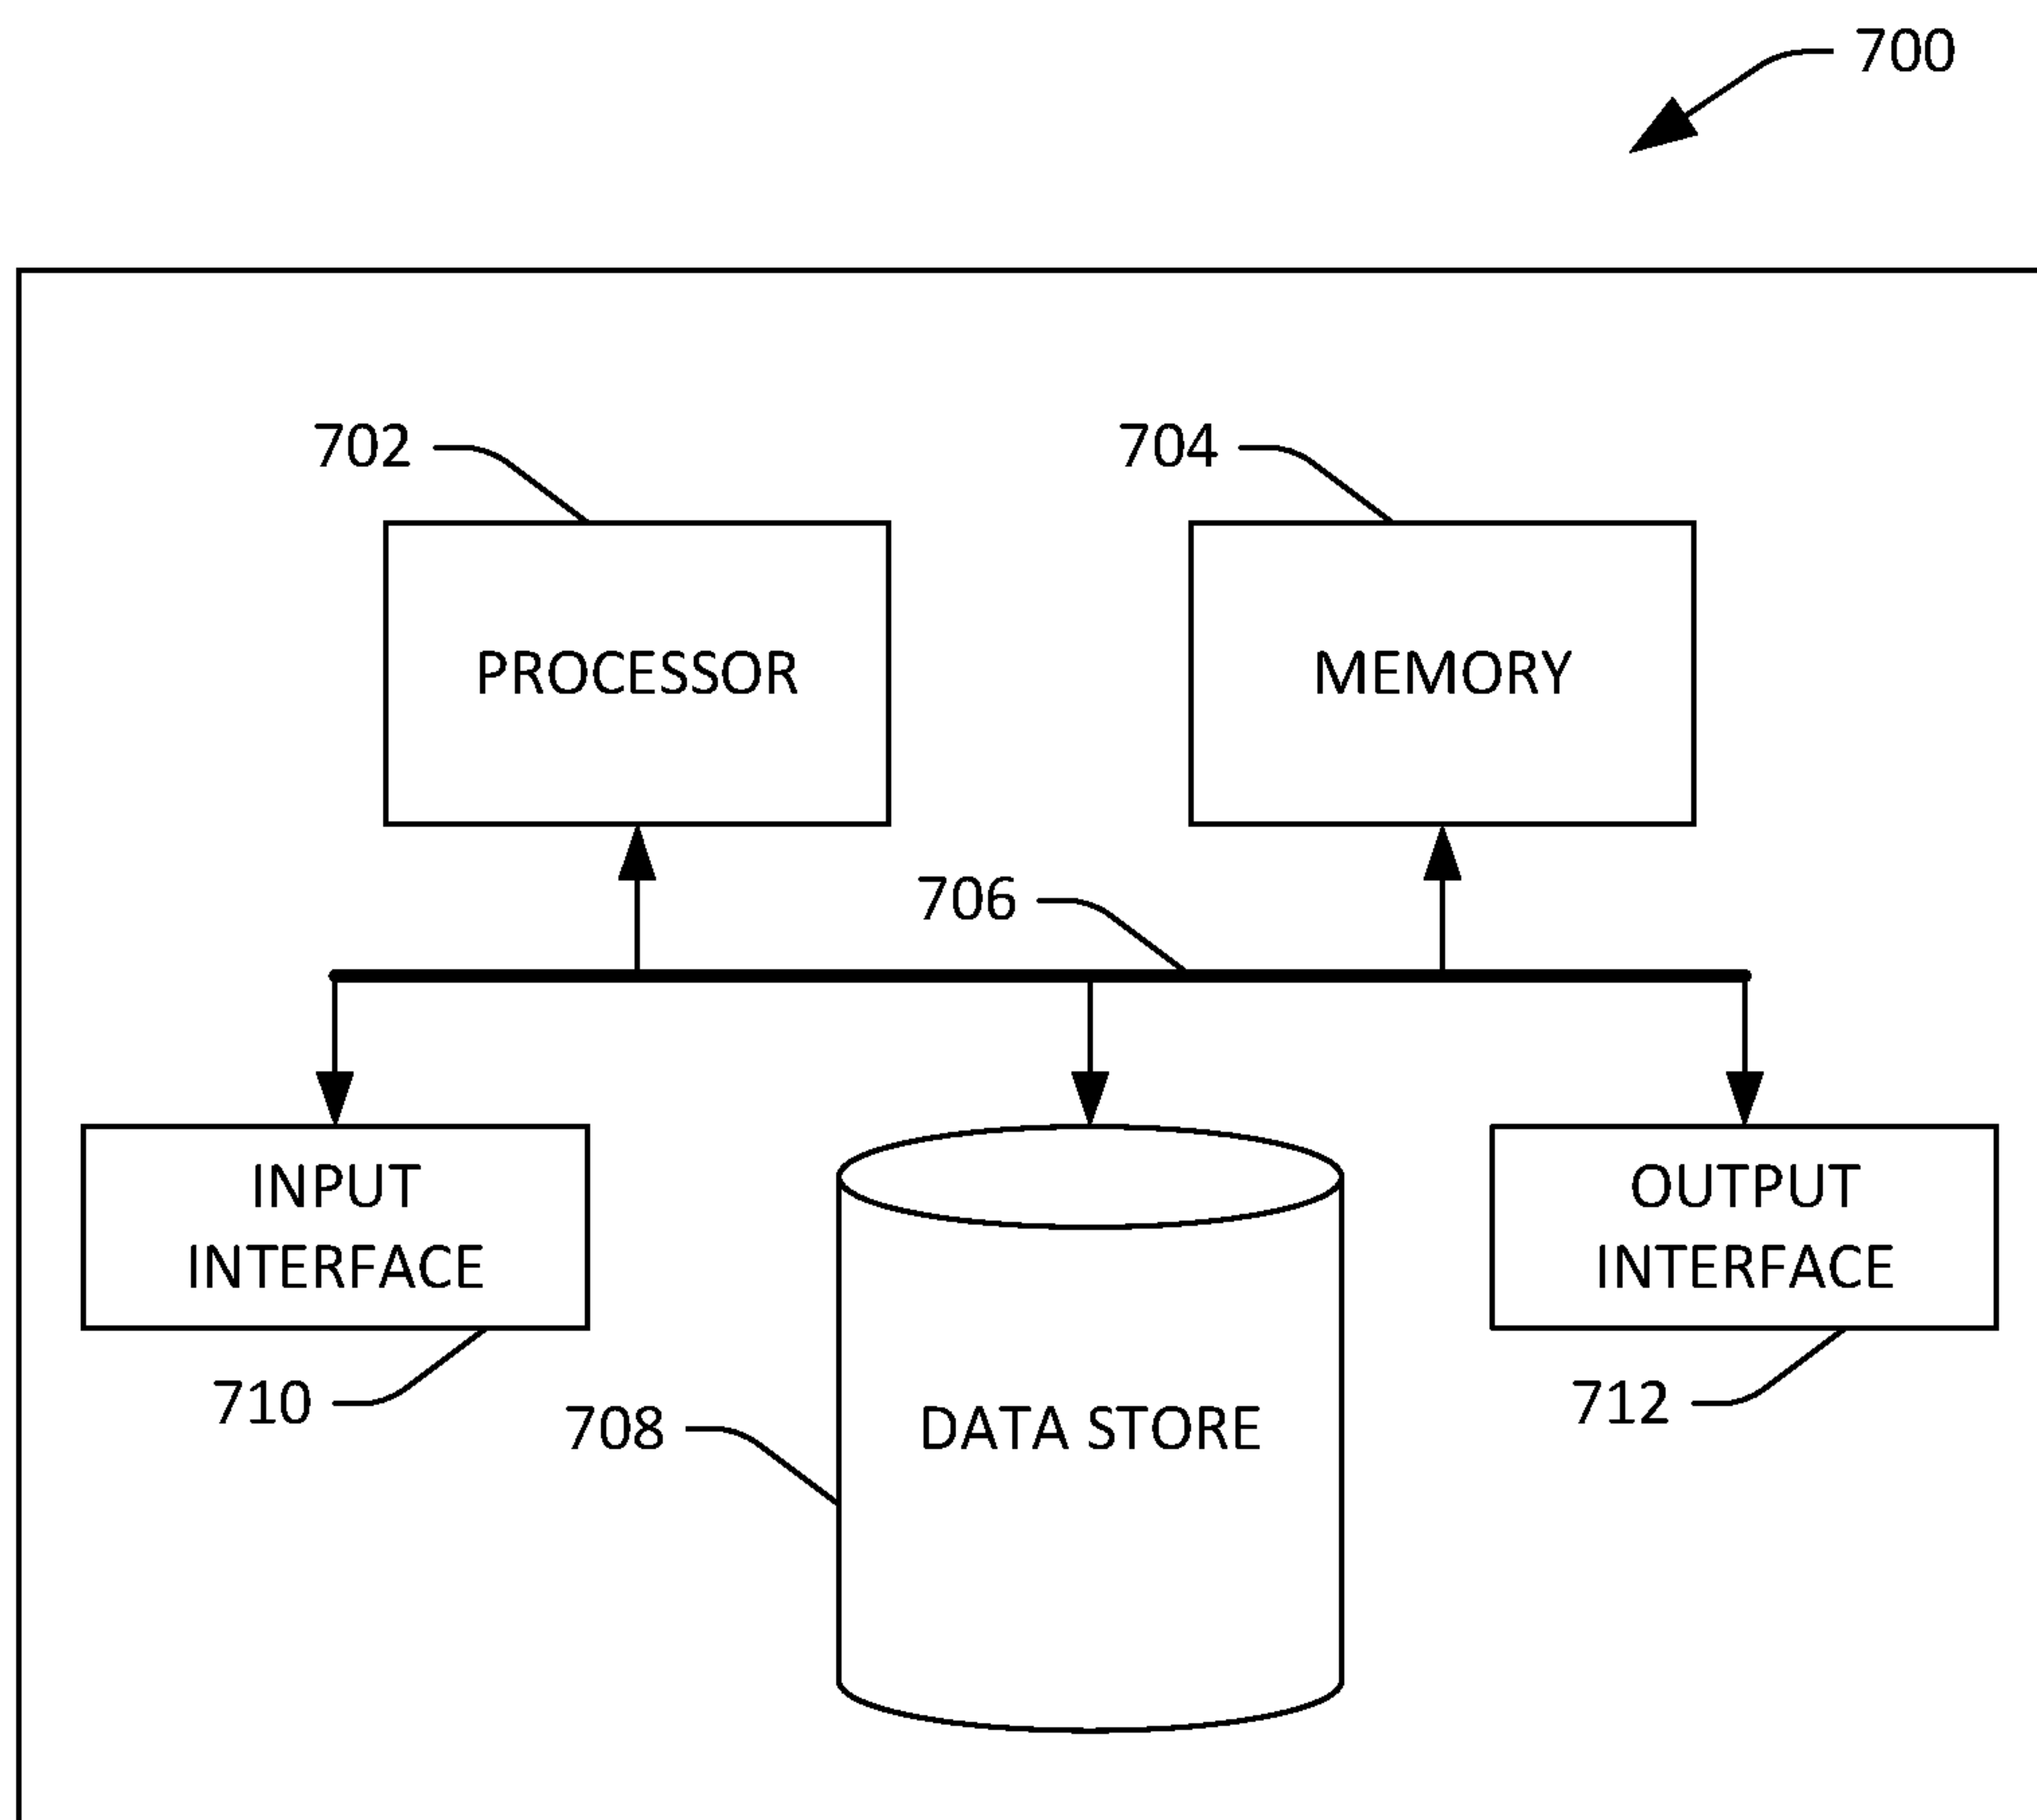 700
702
704
PROCESSOR
MEMORY
706
INPUT
INTERFACE
OUTPUT
INTERFACE
710
708
DATA STORE
712